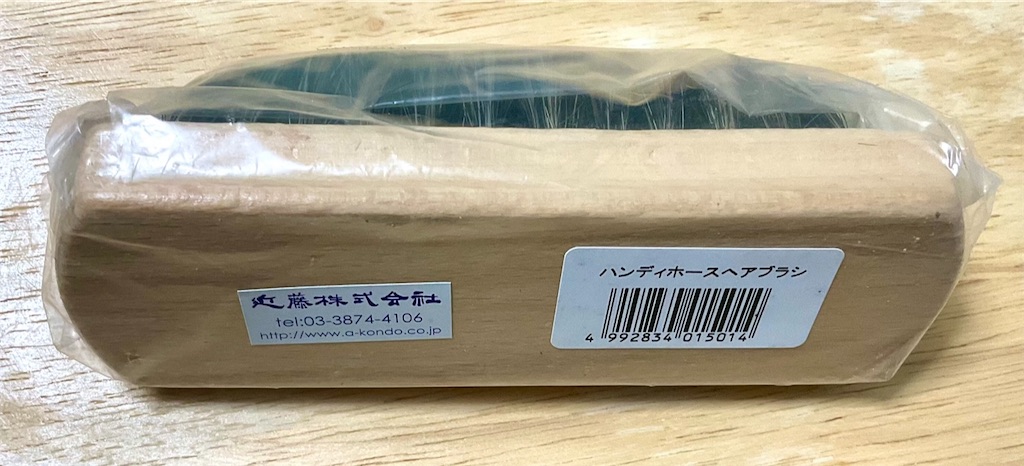 近藤株式会社
tel:03-3874-4106
http://www.a-kondo.co.jp
ハンディホースヘアブラシ
4 992834 015014